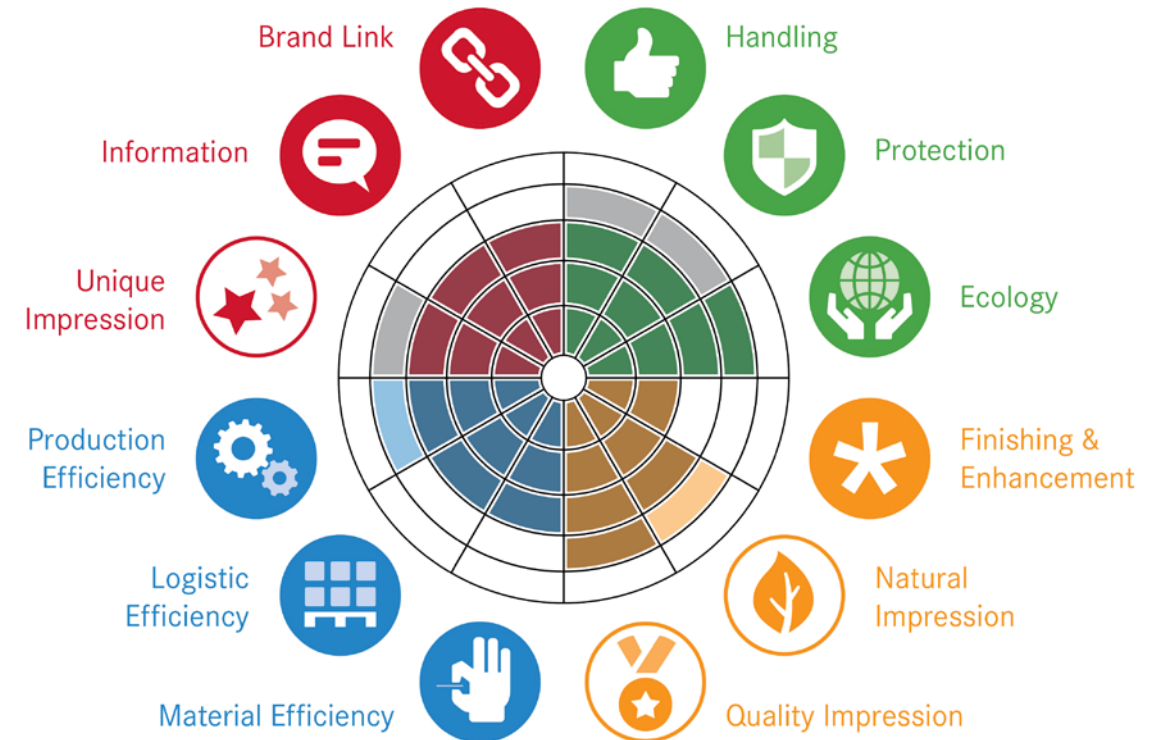 Brand Link
Handling
Information
Protection
Unique
Impression
Ecology
Production
Efficiency
Finishing &
Enhancement
Logistic
Efficiency
Natural
Impression
Material Efficiency
Quality Impression